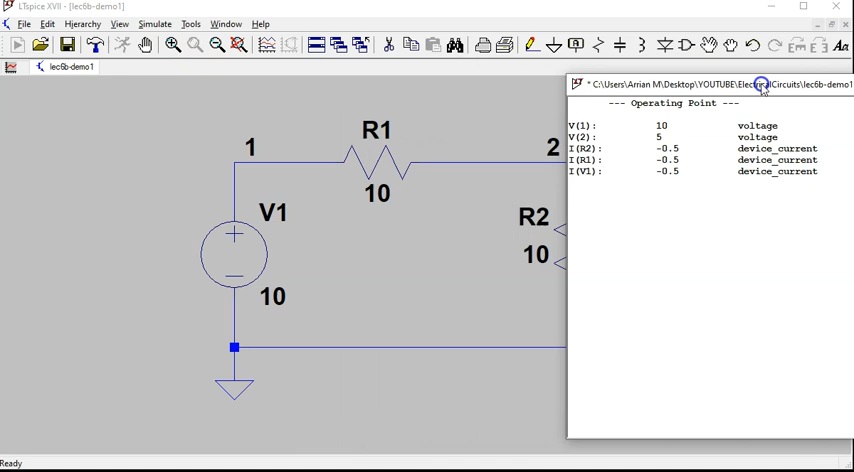 LTspice XVII - [lec6b-demo1]
File Edit Hierarchy View Simulate Tools Window Help
lec6b-demo1
* C:\Users\Arrian M\Desktop\YOUTUBE\ElectricalCircuits\lec6b-demo1
--- Operating Point ---
V(1): 10 voltage
V(2): 5 voltage
I(R2): -0.5 device_current
I(R1): -0.5 device_current
I(V1): -0.5 device_current
R1
1
2
10
V1
R2
10
10
Ready